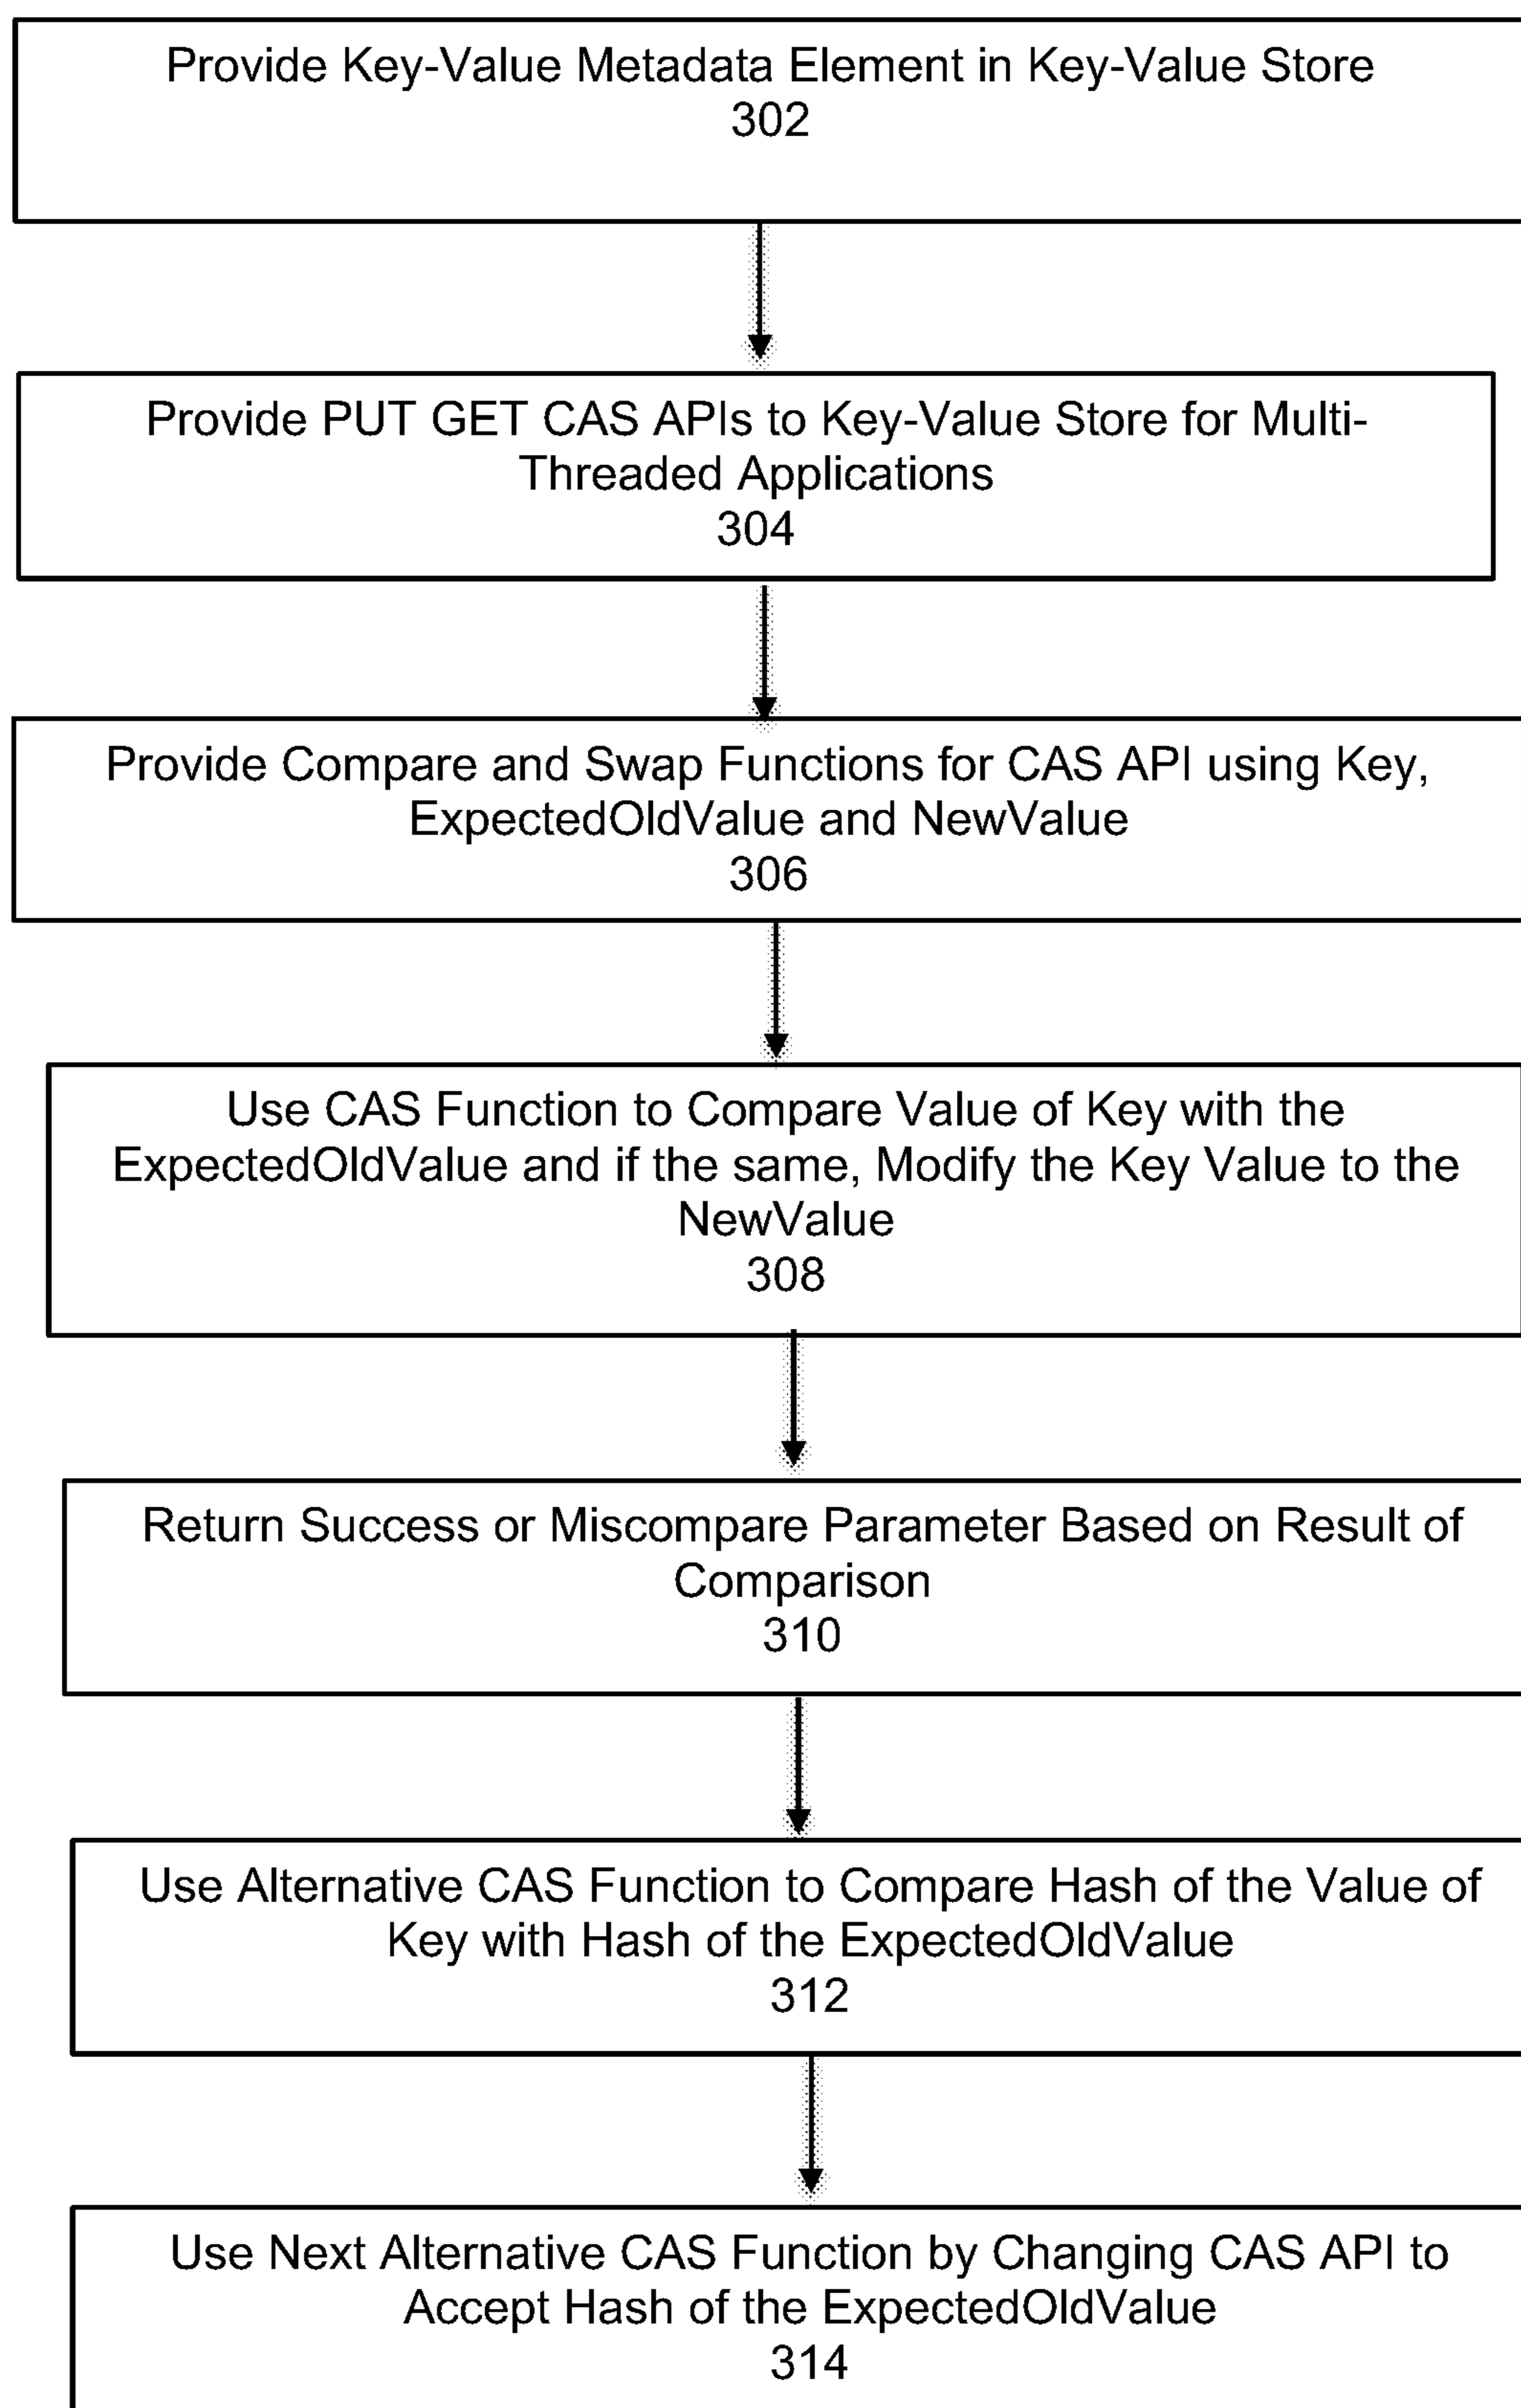 Provide Key-Value Metadata Element in Key-Value Store
302
Provide PUT GET CAS APIs to Key-Value Store for Multi-
Threaded Applications
304
Provide Compare and Swap Functions for CAS API using Key,
ExpectedOldValue and NewValue
306
Use CAS Function to Compare Value of Key with the
ExpectedOldValue and if the same, Modify the Key Value to the
NewValue
308
Return Success or Miscompare Parameter Based on Result of
Comparison
310
Use Alternative CAS Function to Compare Hash of the Value of
Key with Hash of the ExpectedOldValue
312
Use Next Alternative CAS Function by Changing CAS API to
Accept Hash of the ExpectedOldValue
314